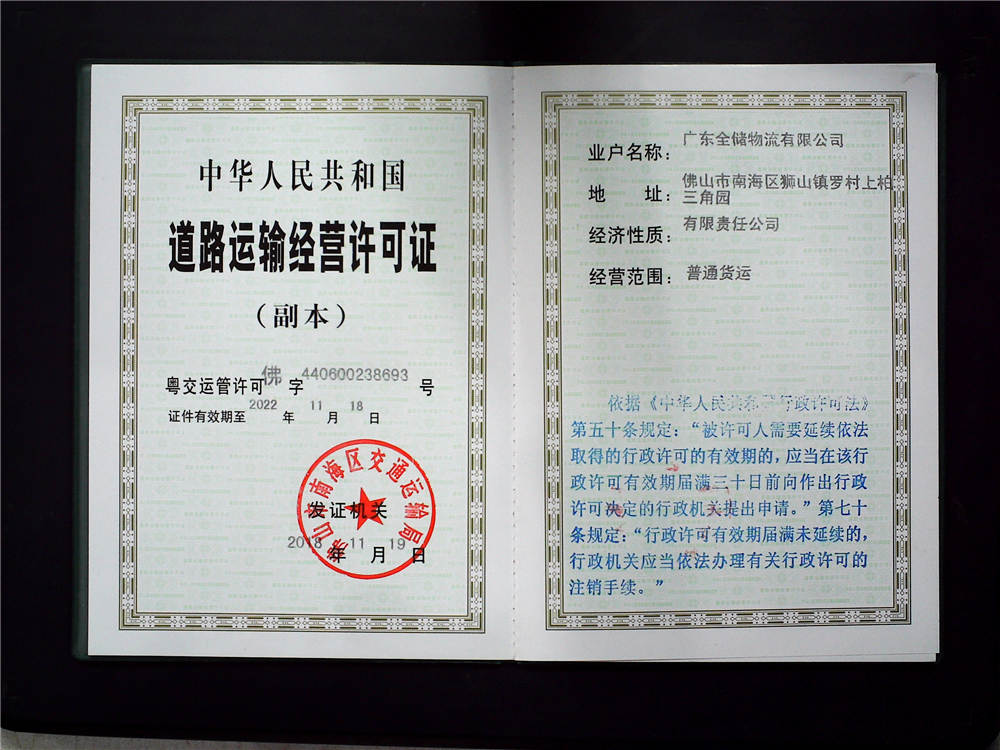 中华人民共和国
道路运输经营许可证
（副本）
粤交运管许可 佛 字 440600238693 号
证件有效期至 2022 年 11 月 18 日
佛山市南海区交通运输局
发证机关
2018 年 11 月 19 日
业户名称：广东全储物流有限公司
地 址：佛山市南海区狮山镇罗村上柏
三角园
经济性质：有限责任公司
经营范围：普通货运
依据《中华人民共和国行政许可法》
第五十条规定：“被许可人需要延续依法
取得的行政许可的有效期的，应当在该行
政许可有效期届满三十日前向作出行政
许可决定的行政机关提出申请。”第七十
条规定：“行政许可有效期届满未延续的，
行政机关应当依法办理有关行政许可的
注销手续。”